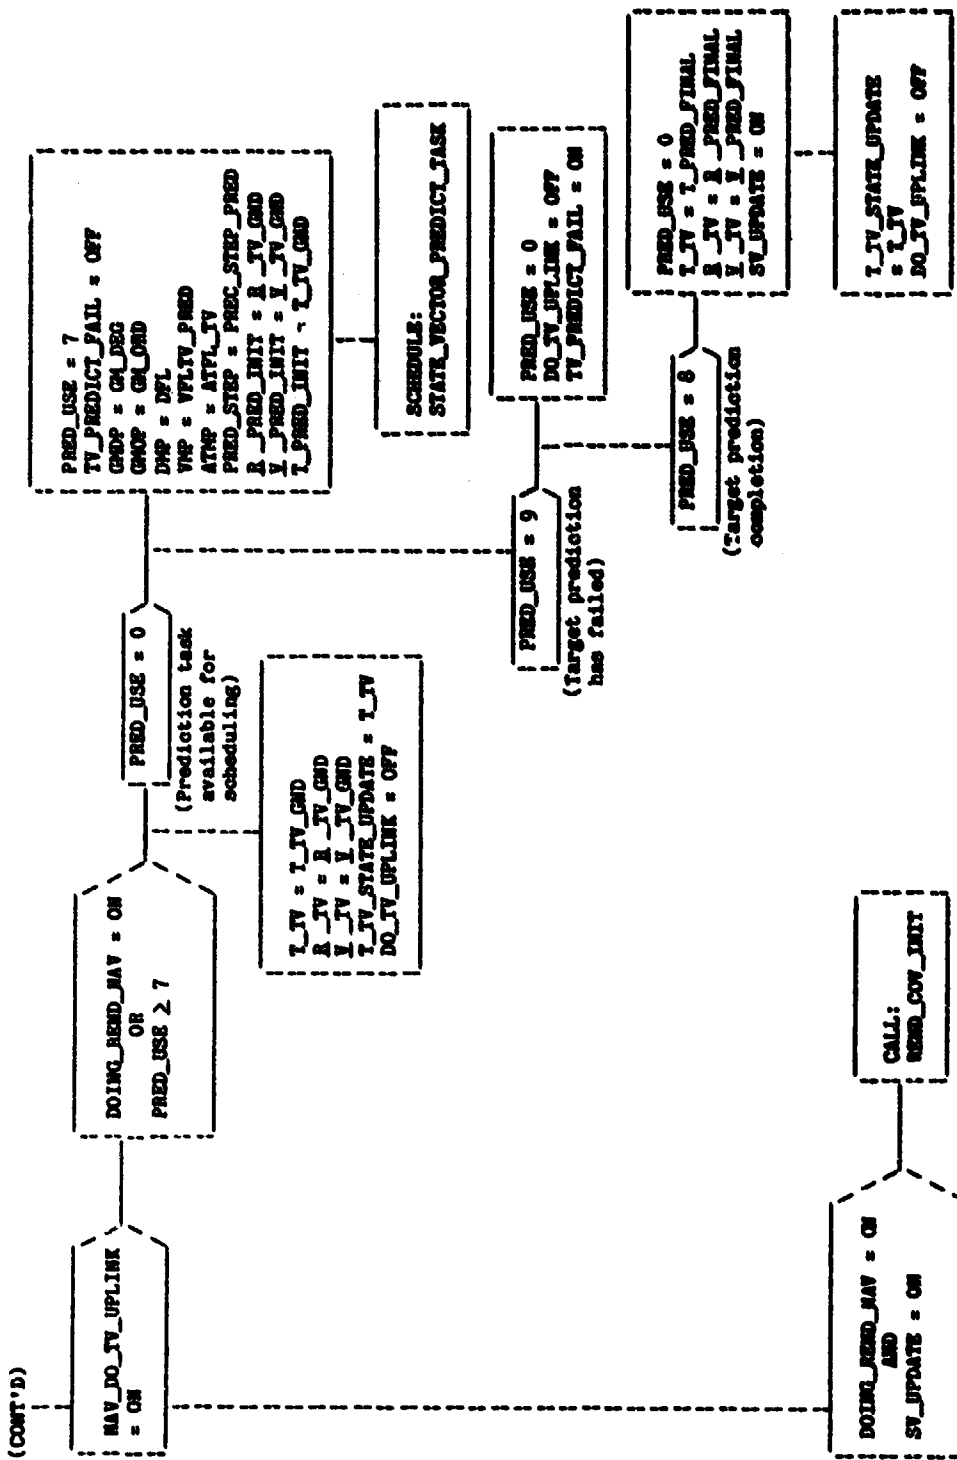 (CONT'D)
NAV_DO_TV_UPLINK
= ON
DOING_REND_NAV = ON
OR
PRED_USE ≥ 7
PRED_USE = 0
(Prediction task
available for
scheduling)
PRED_USE = 7
TV_PREDICT_FAIL = OFF
GMDP = GM_DEG
GMOP = GM_ORD
DMP = DFL
VMP = VFLTV_PRED
ATMP = ATFL_TV
PRED_STEP = PREC_STEP_PRED
R_PRED_INIT = R_TV_GND
V_PRED_INIT = V_TV_GND
T_PRED_INIT - T_TV_GND
SCHEDULE:
STATE_VECTOR_PREDICT_TASK
T_TV = T_TV_GND
R_TV = R_TV_GND
V_TV = V_TV_GND
T_TV_STATE_UPDATE = T_TV
DO_TV_UPLINK = OFF
PRED_USE = 9
(Target prediction
has failed)
PRED_USE = 0
DO_TV_UPLINK = OFF
TV_PREDICT_FAIL = ON
PRED_USE = 8
(Target prediction
completion)
PRED_USE = 0
T_TV = T_PRED_FINAL
R_TV = R_PRED_FINAL
V_TV = V_PRED_FINAL
SV_UPDATE = ON
T_TV_STATE_UPDATE
= T_TV
DO_TV_UPLINK = OFF
DOING_REND_NAV = ON
AND
SV_UPDATE = ON
CALL:
REND_COV_INIT